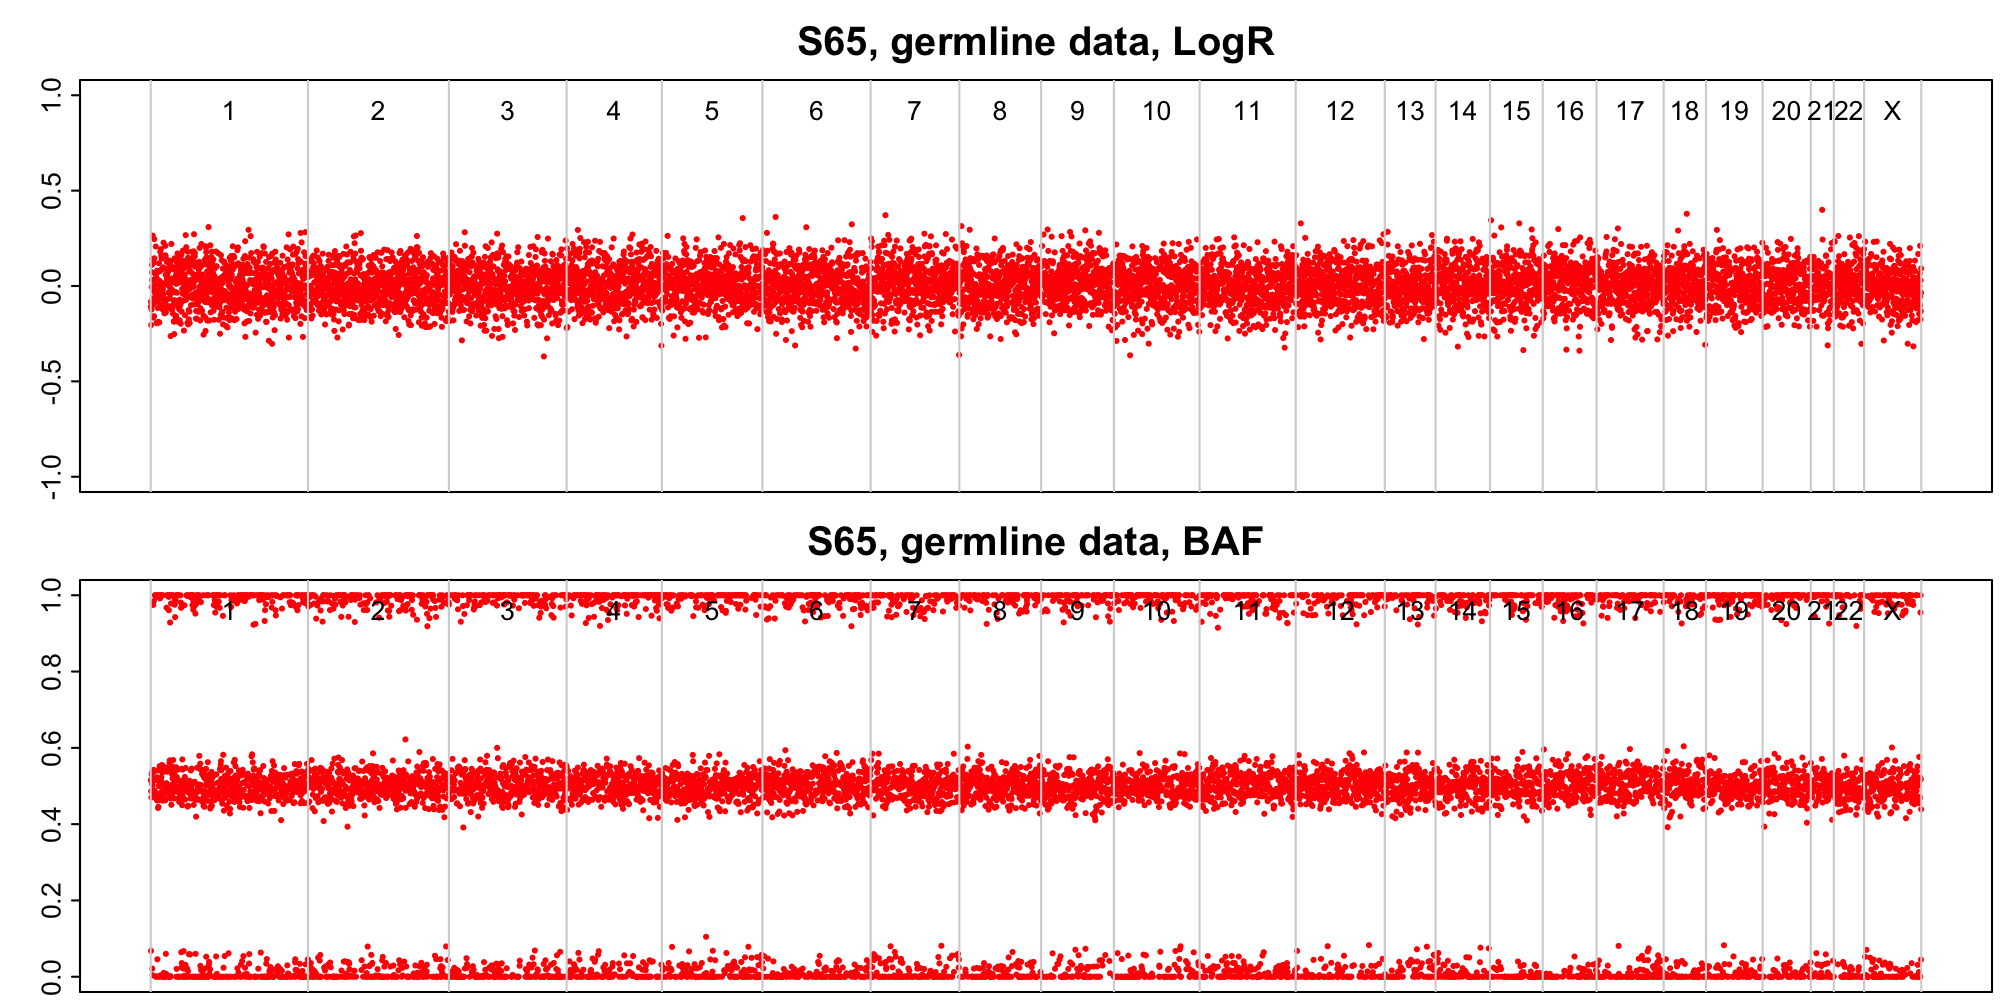 S65, germline data, LogR
1 2 3 4 5 6 7 8 9 10 11 12 13 14 15 16 17 18 19 20 21 22 X
1.0
0.5
0.0
-0.5
-1.0
S65, germline data, BAF
1 2 3 4 5 6 7 8 9 10 11 12 13 14 15 16 17 18 19 20 21 22 X
1.0
0.8
0.6
0.4
0.2
0.0